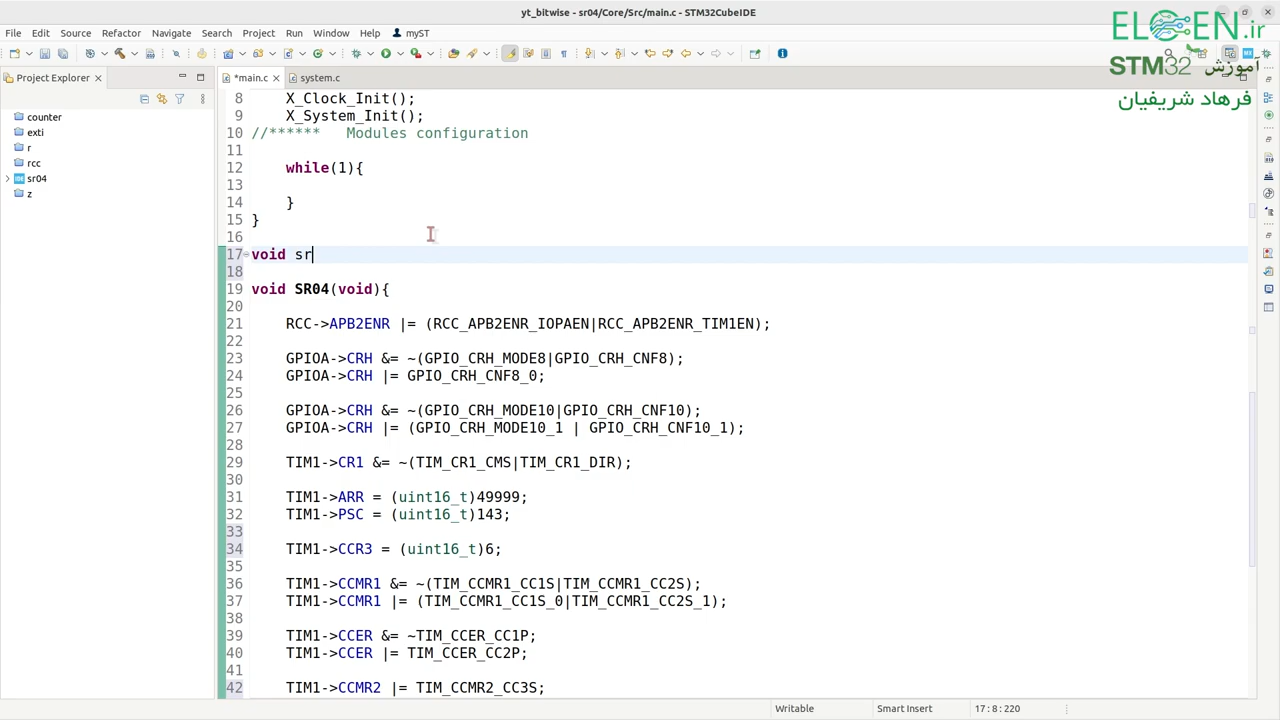 yt_bitwise - sr04/Core/Src/main.c - STM32CubeIDE
ELOEN.ir
آموزش STM32
فرهاد شریفیان
File Edit Source Refactor Navigate Search Project Run Window Help myST
Project Explorer
*main.c
system.c
counter
exti
r
rcc
sr04
z
8 X_Clock_Init();
9 X_System_Init();
10 //****** Modules configuration
11
12 while(1){
13
14 }
15 }
16
17 void sr
18
19 void SR04(void){
20
21 RCC->APB2ENR |= (RCC_APB2ENR_IOPAEN|RCC_APB2ENR_TIM1EN);
22
23 GPIOA->CRH &= ~(GPIO_CRH_MODE8|GPIO_CRH_CNF8);
24 GPIOA->CRH |= GPIO_CRH_CNF8_0;
25
26 GPIOA->CRH &= ~(GPIO_CRH_MODE10|GPIO_CRH_CNF10);
27 GPIOA->CRH |= (GPIO_CRH_MODE10_1 | GPIO_CRH_CNF10_1);
28
29 TIM1->CR1 &= ~(TIM_CR1_CMS|TIM_CR1_DIR);
30
31 TIM1->ARR = (uint16_t)49999;
32 TIM1->PSC = (uint16_t)143;
33
34 TIM1->CCR3 = (uint16_t)6;
35
36 TIM1->CCMR1 &= ~(TIM_CCMR1_CC1S|TIM_CCMR1_CC2S);
37 TIM1->CCMR1 |= (TIM_CCMR1_CC1S_0|TIM_CCMR1_CC2S_1);
38
39 TIM1->CCER &= ~TIM_CCER_CC1P;
40 TIM1->CCER |= TIM_CCER_CC2P;
41
42 TIM1->CCMR2 |= TIM_CCMR2_CC3S;
Writable Smart Insert 17:8:220